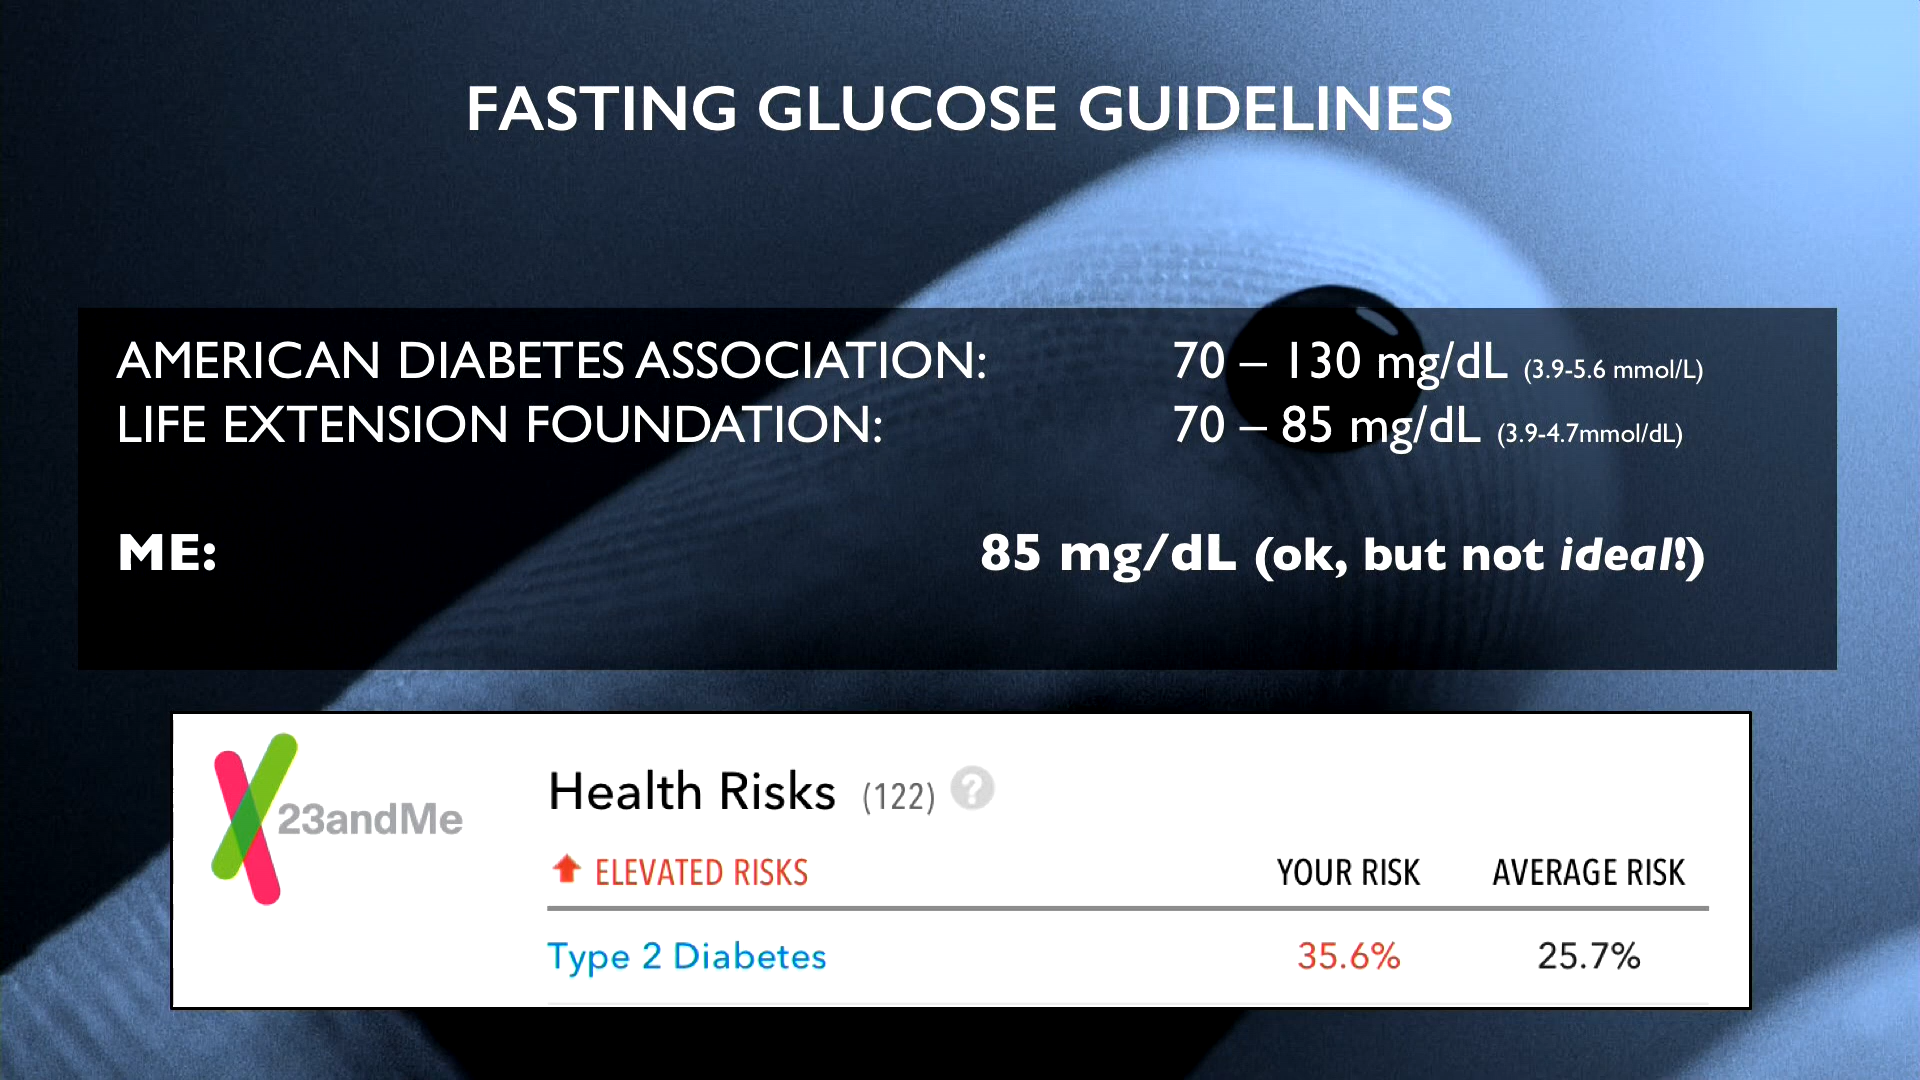 FASTING GLUCOSE GUIDELINES
AMERICAN DIABETES ASSOCIATION: 70 – 130 mg/dL (3.9-5.6 mmol/L)
LIFE EXTENSION FOUNDATION: 70 – 85 mg/dL (3.9-4.7mmol/dL)
ME: 85 mg/dL (ok, but not ideal!)
23andMe
Health Risks (122) ?
ELEVATED RISKS YOUR RISK AVERAGE RISK
Type 2 Diabetes 35.6% 25.7%